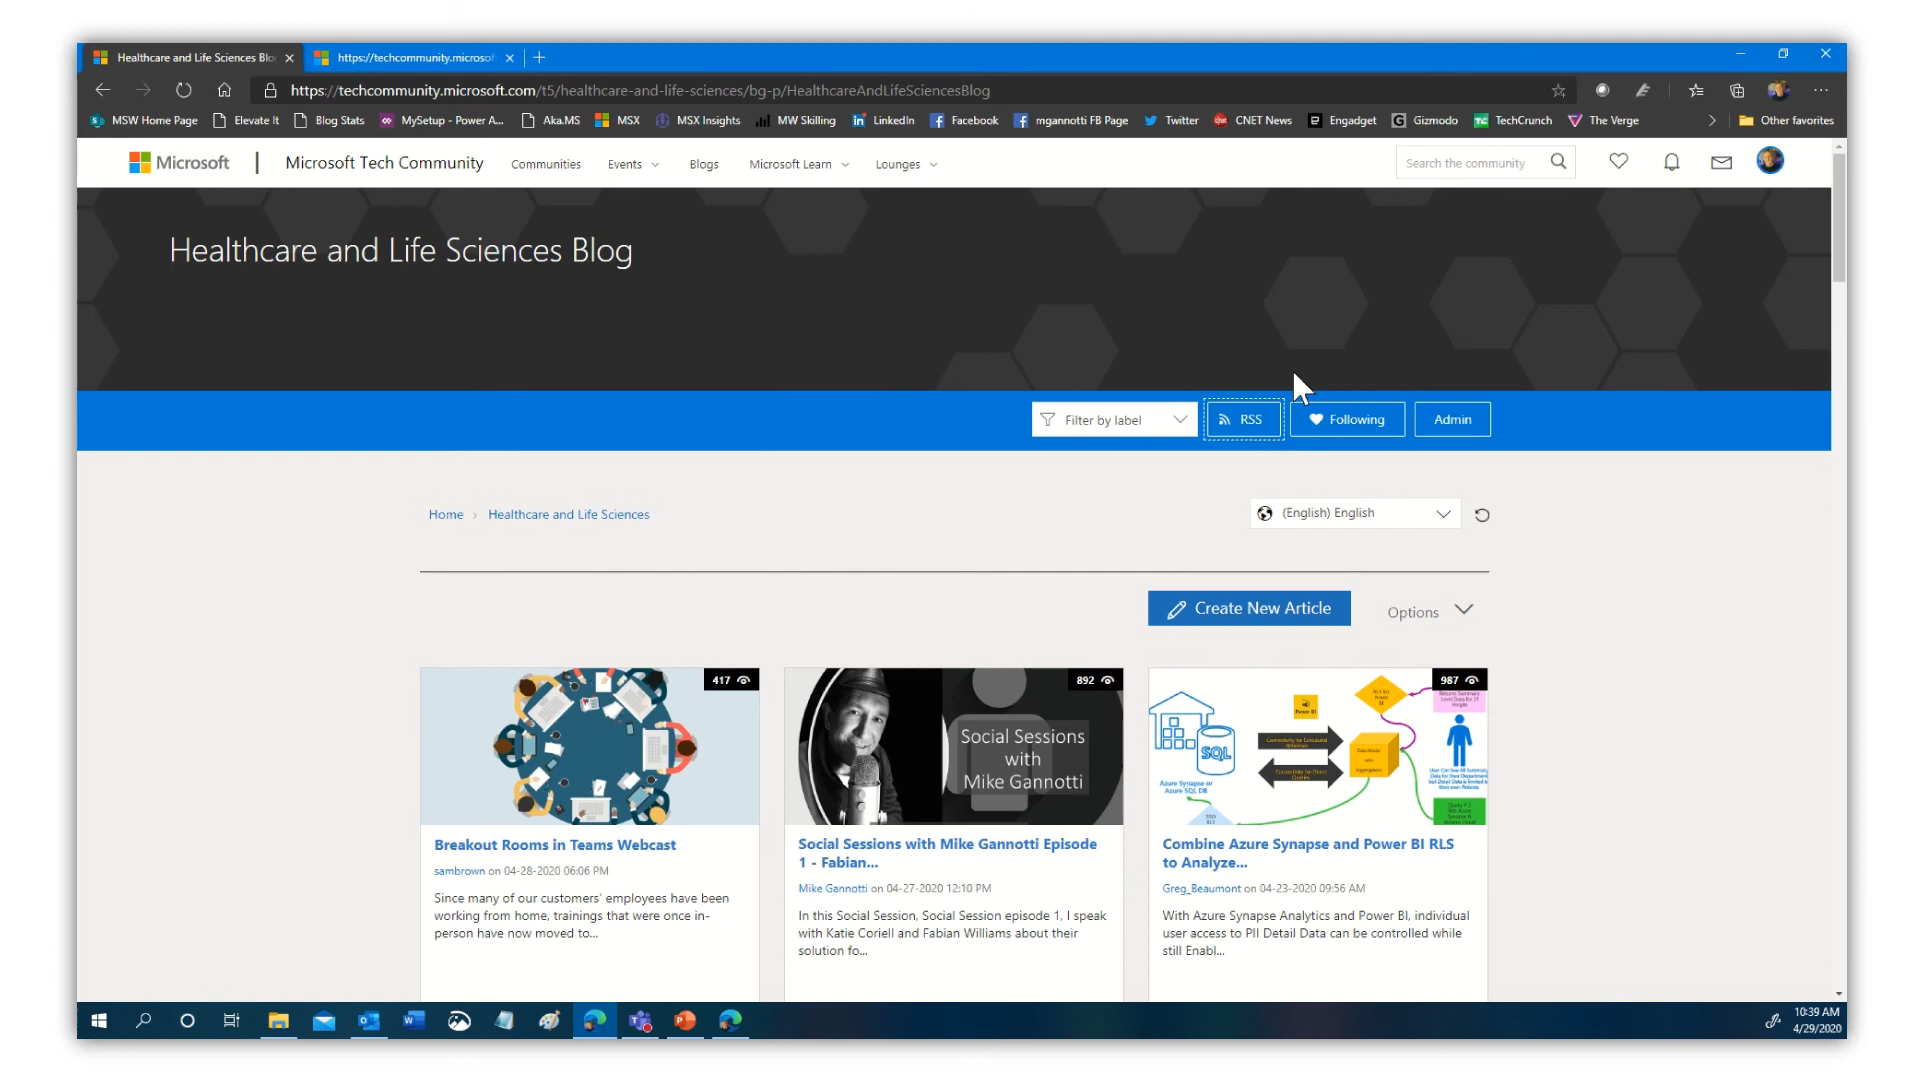 Healthcare and Life Sciences Blo
https://techcommunity.microsof
https://techcommunity.microsoft.com/t5/healthcare-and-life-sciences/bg-p/HealthcareAndLifeSciencesBlog
MSW Home Page Elevate It Blog Stats MySetup - Power A... Aka.MS MSX MSX Insights MW Skilling LinkedIn Facebook mgannotti FB Page Twitter CNET News Engadget Gizmodo TechCrunch The Verge Other favorites
Microsoft | Microsoft Tech Community Communities Events Blogs Microsoft Learn Lounges Search the community
Healthcare and Life Sciences Blog
Filter by label RSS Following Admin
Home › Healthcare and Life Sciences (English) English
Create New Article Options
417
892
987
Social Sessions
with
Mike Gannotti
SQL
Azure Synapse or
Azure SQL DB
Breakout Rooms in Teams Webcast
sambrown on 04-28-2020 06:06 PM
Since many of our customers' employees have been
working from home, trainings that were once in-
person have now moved to...
Social Sessions with Mike Gannotti Episode
1 - Fabian...
Mike Gannotti on 04-27-2020 12:10 PM
In this Social Session, Social Session episode 1, I speak
with Katie Coriell and Fabian Williams about their
solution fo...
Combine Azure Synapse and Power BI RLS
to Analyze...
Greg_Beaumont on 04-23-2020 09:56 AM
With Azure Synapse Analytics and Power BI, individual
user access to PII Detail Data can be controlled while
still Enabl...
10:39 AM
4/29/2020